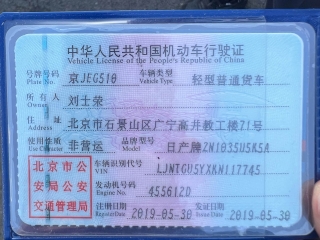 中华人民共和国机动车行驶证
Vehicle License of the People's Republic of China
号牌号码 京JEG510 车辆类型 轻型普通货车
Plate No. Vehicle Type
所有人 刘士荣
Owner
住址 北京市石景山区广宁高井教工楼71号
Address
使用性质 非营运 品牌型号 日产牌ZN1035U5K5A
Use Character Model
北京市公 车辆识别代号 LJNTGU5YXKN117745
VIN
安局公安 发动机号码 455612D
Engine No.
交通管理局 注册日期 2019-05-30 发证日期 2019-05-30
Register Date Issue Date